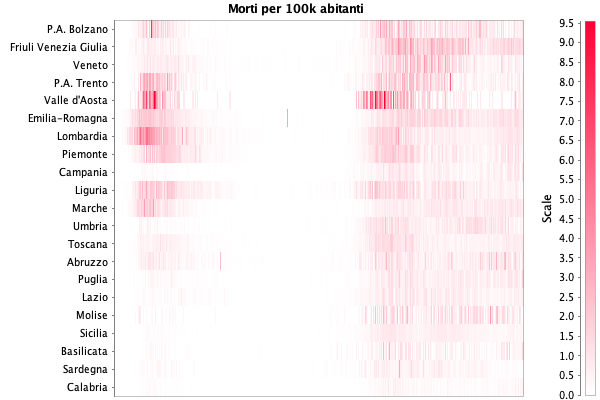 Morti per 100k abitanti
P.A. Bolzano
Friuli Venezia Giulia
Veneto
P.A. Trento
Valle d'Aosta
Emilia-Romagna
Lombardia
Piemonte
Campania
Liguria
Marche
Umbria
Toscana
Abruzzo
Puglia
Lazio
Molise
Sicilia
Basilicata
Sardegna
Calabria
Scale
9.5
9.0
8.5
8.0
7.5
7.0
6.5
6.0
5.5
5.0
4.5
4.0
3.5
3.0
2.5
2.0
1.5
1.0
0.5
0.0